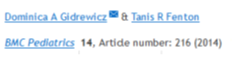 Dominica A Gidrewicz & Tanis R Fenton
BMC Pediatrics 14, Article number: 216 (2014)